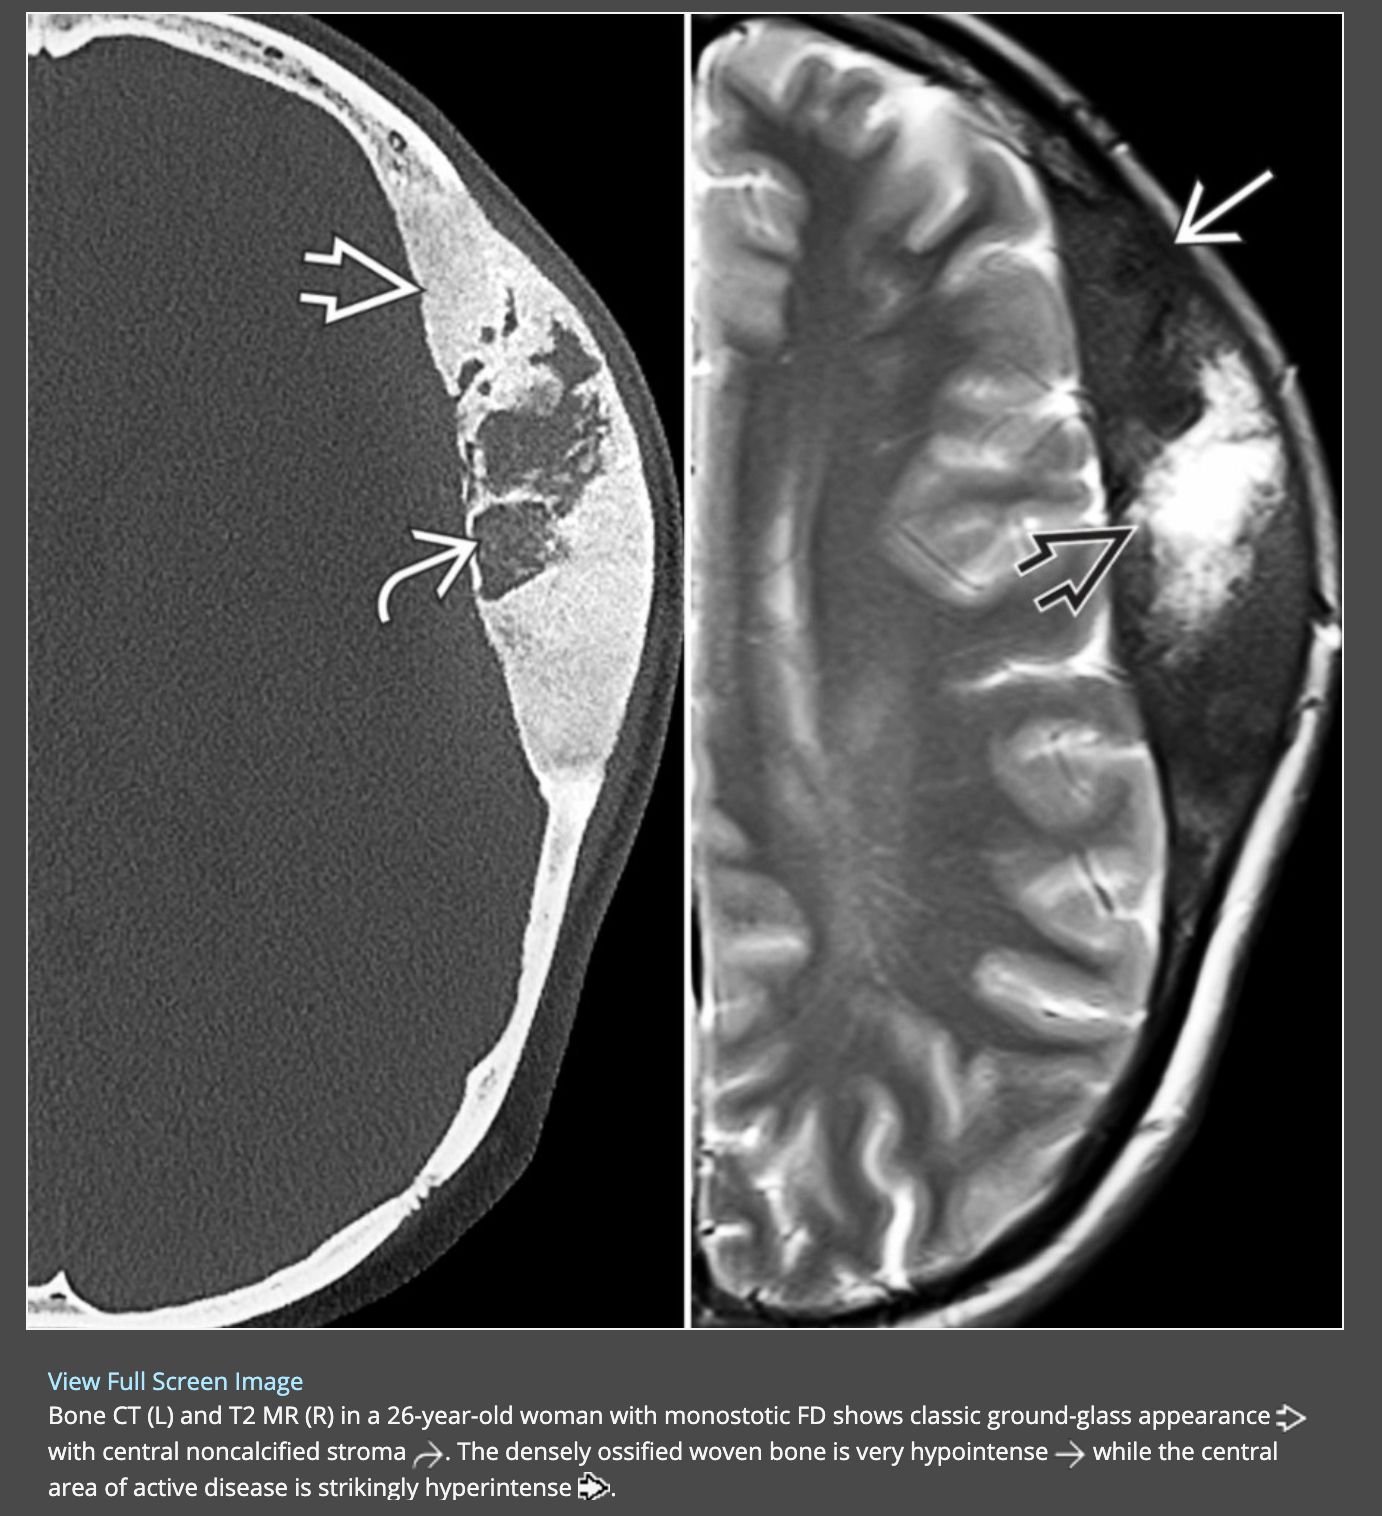 View Full Screen Image
Bone CT (L) and T2 MR (R) in a 26-year-old woman with monostotic FD shows classic ground-glass appearance
with central noncalcified stroma . The densely ossified woven bone is very hypointense → while the central
area of active disease is strikingly hyperintense .